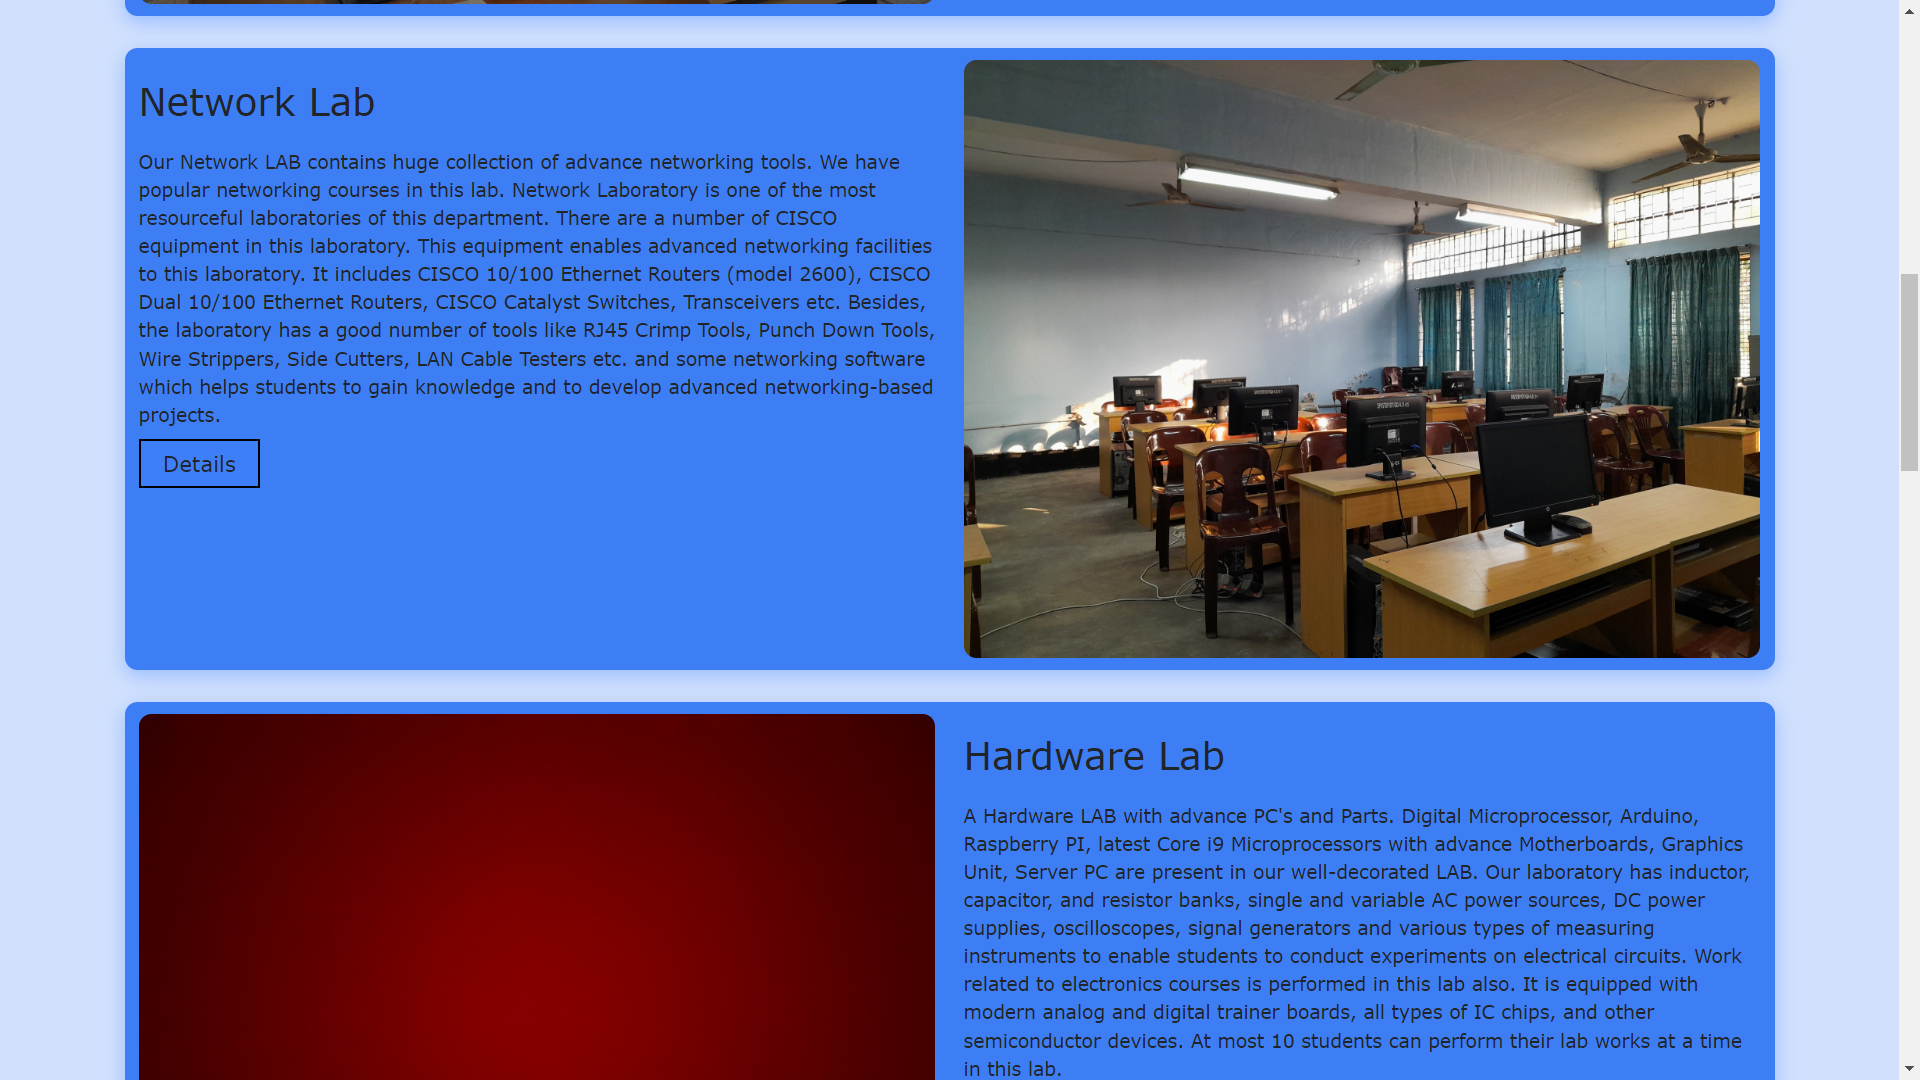 Network Lab
Our Network LAB contains huge collection of advance networking tools. We have
popular networking courses in this lab. Network Laboratory is one of the most
resourceful laboratories of this department. There are a number of CISCO
equipment in this laboratory. This equipment enables advanced networking facilities
to this laboratory. It includes CISCO 10/100 Ethernet Routers (model 2600), CISCO
Dual 10/100 Ethernet Routers, CISCO Catalyst Switches, Transceivers etc. Besides,
the laboratory has a good number of tools like RJ45 Crimp Tools, Punch Down Tools,
Wire Strippers, Side Cutters, LAN Cable Testers etc. and some networking software
which helps students to gain knowledge and to develop advanced networking-based
projects.
Details
Hardware Lab
A Hardware LAB with advance PC's and Parts. Digital Microprocessor, Arduino,
Raspberry PI, latest Core i9 Microprocessors with advance Motherboards, Graphics
Unit, Server PC are present in our well-decorated LAB. Our laboratory has inductor,
capacitor, and resistor banks, single and variable AC power sources, DC power
supplies, oscilloscopes, signal generators and various types of measuring
instruments to enable students to conduct experiments on electrical circuits. Work
related to electronics courses is performed in this lab also. It is equipped with
modern analog and digital trainer boards, all types of IC chips, and other
semiconductor devices. At most 10 students can perform their lab works at a time
in this lab.